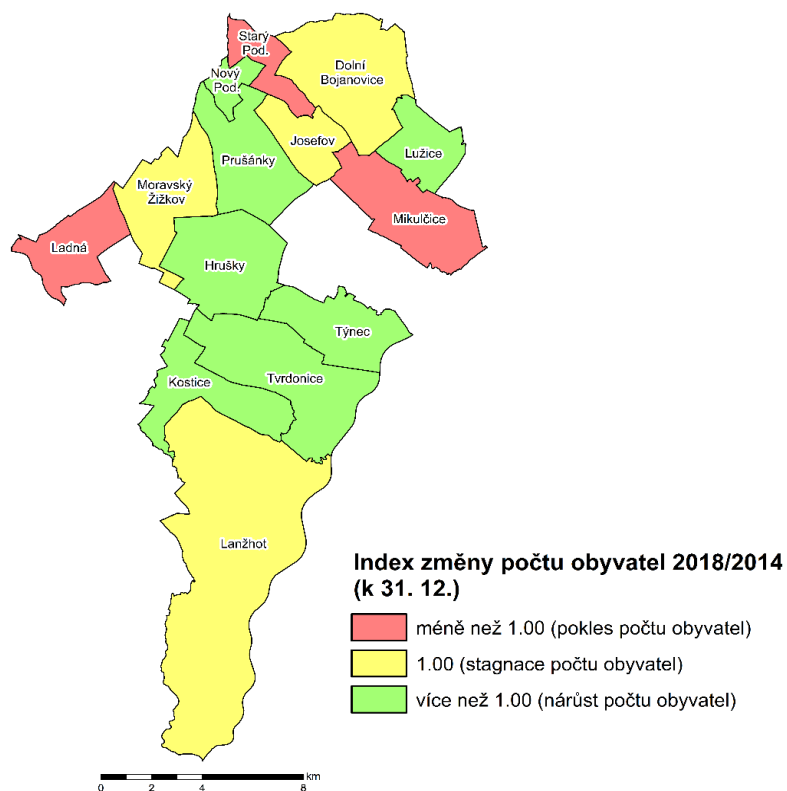 Starý
Pod.
Nový
Pod.
Dolní
Bojanovice
Josefov
Lužice
Prušánky
Moravský
Žižkov
Mikulčice
Ladná
Hrušky
Týnec
Kostice
Tvrdonice
Lanžhot
Index změny počtu obyvatel 2018/2014
(k 31. 12.)
méně než 1.00 (pokles počtu obyvatel)
1.00 (stagnace počtu obyvatel)
více než 1.00 (nárůst počtu obyvatel)
km
0 2 4 8